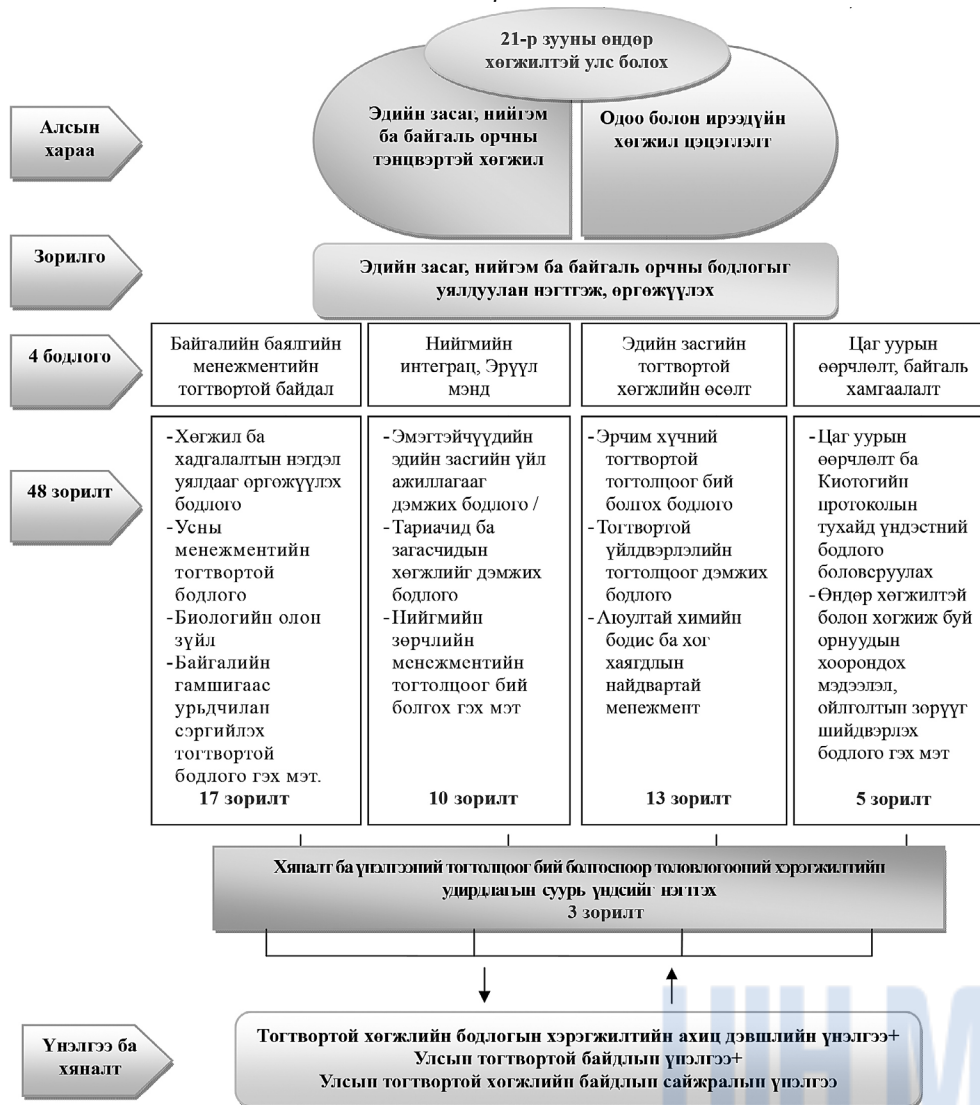 21-р зууны өндөр
хөгжилтэй улс болох
Алсын
хараа
Эдийн засаг, нийгэм
ба байгаль орчны
тэнцвэртэй хөгжил
Одоо болон ирээдүйн
хөгжил цэцэглэлт
Зорилго
Эдийн засаг, нийгэм ба байгаль орчны бодлогыг
уялдуулан нэгтгэж, өргөжүүлэх
4 бодлого
Байгалийн баялгийн
менежментийн
тогтвортой байдал
Нийгмийн
интеграц, Эрүүл
мэнд
Эдийн засгийн
тогтвортой
хөгжлийн өсөлт
Цаг уурын
өөрчлөлт, байгаль
хамгаалалт
48 зорилт
-Хөгжил ба
хадгалалтын нэгдэл
уялдааг өргөжүүлэх
бодлого
-Усны
менежментийн
тогтвортой
бодлого
-Биологийн олон
зүйл
-Байгалийн
гамшигаас
урьдчилан
сэргийлэх
тогтвортой
бодлого гэх мэт.
17 зорилт
-Эмэгтэйчүүдийн
эдийн засгийн үйл
ажиллагааг
дэмжих бодлого /
-Тариачид ба
загасчидын
хөгжлийг дэмжих
бодлого
-Нийгмийн
зөрчлийн
менежментийн
тогтолцоог бий
болгох гэх мэт
10 зорилт
-Эрчим хүчний
тогтвортой
тогтолцоог бий
болгох бодлого
-Тогтвортой
үйлдвэрлэлийн
тогтолцоог дэмжих
бодлого
-Аюултай химийн
бодис ба хог
хаягдлын
найдвартай
менежмент
13 зорилт
-Цаг уурын
өөрчлөлт ба
Киотогийн
протоколын
тухайд үндэстний
бодлого
боловсруулах
-Өндөр хөгжилтэй
болон хөгжиж буй
орнуудын
хоорондох
мэдээлэл,
ойлголтын зөрүүг
шийдвэрлэх
бодлого гэх мэт
5 зорилт
Хяналт ба үнэлгээний тогтолцоог бий болгосноор төлөвлөгөөний хэрэгжилтийн
удирдлагын суурь үндсийг нэгтгэх
3 зорилт
Үнэлгээ ба
хяналт
Тогтвортой хөгжлийн бодлогын хэрэгжилтийн ахиц дэвшлийн үнэлгээ+
Улсын тогтвортой байдлын үнэлгээ+
Улсын тогтвортой хөгжлийн байдлын сайжралын үнэлгээ